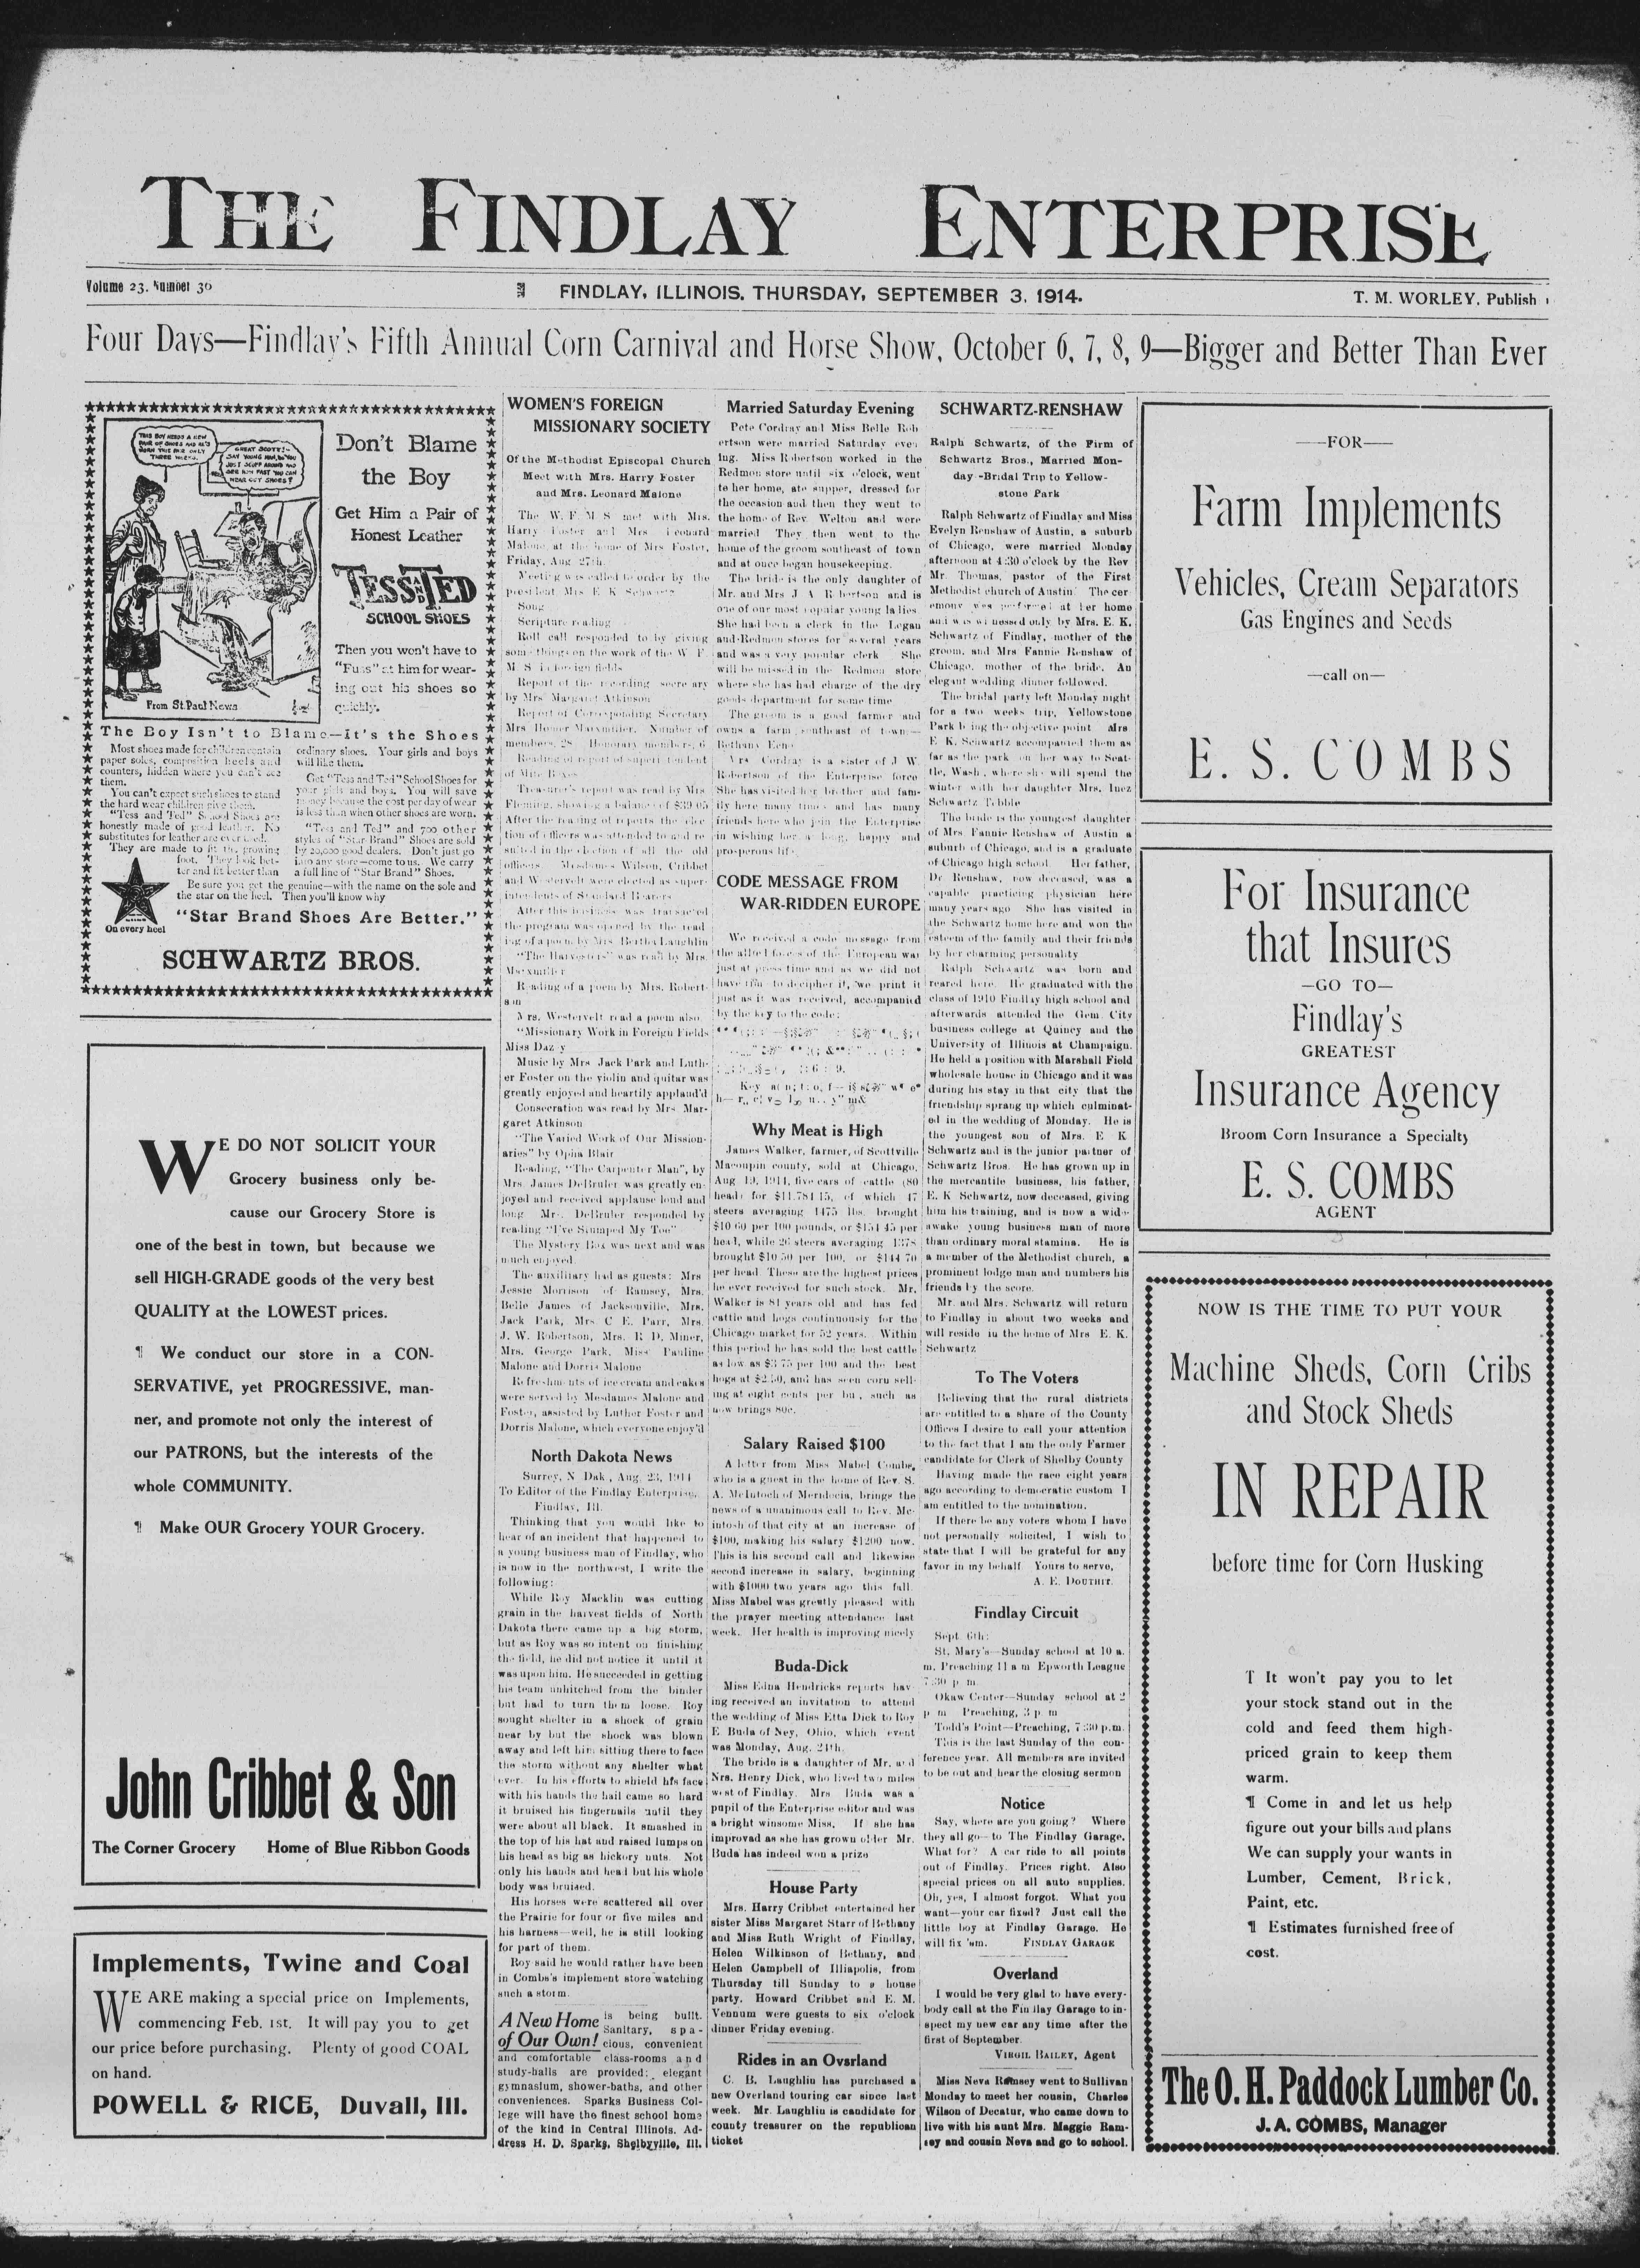 THE FINDLAY ENTERPRISE
Volume 23. Number 30
FINDLAY, ILLINOIS, THURSDAY, SEPTEMBER 3, 1914.
T. M. WORLEY, Publish
Four Days—Findlay's Fifth Annual Corn Carnival and Horse Show, October 6, 7, 8, 9—Bigger and Better Than Ever
THIS BOY NEEDS A NEW
PAIR OF SHOES AND HE'S
WORN THIS PAIR ONLY
THREE WEEKS.
GREAT SCOTT!-
SAY YOUNG MAN, DO YOU
JUST SCUFF AROUND AND
SEE HOW FAST YOU CAN
WEAR OUT SHOES?
From St. Paul News
Don't Blame
the Boy
Get Him a Pair of
Honest Leather
TESS AND TED
SCHOOL SHOES
Then you won't have to
"Fuss" at him for wear-
ing out his shoes so
quickly.
The Boy Isn't to Blame—It's the Shoes
Most shoes made for children contain
paper soles, composition heels and
counters, hidden where you can't see
them.
You can't expect such shoes to stand
the hard wear children give them.
"Tess and Ted" School Shoes are
honestly made of good leather. No
substitutes for leather are ever used.
They are made to fit the growing
foot. They look bet-
ter and fit better than
ordinary shoes. Your girls and boys
will like them.
Get "Tess and Ted" School Shoes for
your girls and boys. You will save
money because the cost per day of wear
is less than when other shoes are worn.
"Tess and Ted" and 700 other
styles of "Star Brand" Shoes are sold
by 20,000 good dealers. Don't just go
into any store—come to us. We carry
a full line of "Star Brand" Shoes.
Be sure you get the genuine—with the name on the sole and
the star on the heel. Then you'll know why
"Star Brand Shoes Are Better."
On every heel
SCHWARTZ BROS.
WE DO NOT SOLICIT YOUR
Grocery business only be-
cause our Grocery Store is
one of the best in town, but because we
sell HIGH-GRADE goods of the very best
QUALITY at the LOWEST prices.
¶ We conduct our store in a CON-
SERVATIVE, yet PROGRESSIVE, man-
ner, and promote not only the interest of
our PATRONS, but the interests of the
whole COMMUNITY.
¶ Make OUR Grocery YOUR Grocery.
John Cribbet & Son
The Corner Grocery Home of Blue Ribbon Goods
Implements, Twine and Coal
WE ARE making a special price on Implements,
commencing Feb. 1st. It will pay you to get
our price before purchasing. Plenty of good COAL
on hand.
POWELL & RICE, Duvall, Ill.
WOMEN'S FOREIGN
MISSIONARY SOCIETY
Of the Methodist Episcopal Church
Meet with Mrs. Harry Foster
and Mrs. Leonard Malone
The W. F. M. S. met with Mrs.
Harry Foster and Mrs. Leonard
Malone, at the home of Mrs. Foster,
Friday, Aug. 27th.
Meeting was called to order by the
president Mrs. E. K. Schwartz
Song
Scripture reading
Roll call responded to by giving
some things on the work of the W. F.
M. S. in foreign fields
Report of the recording secretary
by Mrs. Margaret Atkinson
Report of Corresponding Secretary
Mrs. Homer Maxmiller. Number of
members, 28 Honorary members, 6
Reading of report of superintendent
of Mite Boxes
Treasurer's report was read by Mrs.
Fleming, showing a balance of $39.05
After the reading of reports the elec-
tion of officers was attended to and re-
sulted in the election of all the old
officers. Mesdames Wilson, Cribbet
and Westervelt were elected as super-
intendents of Standard Bearers
After this business was transacted
the program was opened by the read-
ing of a poem by Mrs. Bertha Laughlin
"The Harvesters" was read by Mrs.
Maxmiller
Reading of a poem by Mrs. Robert-
son
Mrs. Westervelt read a poem also.
"Missionary Work in Foreign Fields
Miss Daz y
Music by Mrs Jack Park and Luth-
er Foster on the violin and guitar was
greatly enjoyed and heartily applaud'd
Consecration was read by Mrs Mar-
garet Atkinson
"The Varied Work of Our Mission-
aries" by Opha Blair
Reading, "The Carpenter Man", by
Mrs. James DeBruler was greatly en-
joyed and received applause loud and
long Mrs. DeBruler responded by
reading "I've Stumped My Toe"
The Mystery Box was next and was
much enjoyed.
The auxiliary had as guests: Mrs
Jessie Morrison of Ramsey, Mrs.
Belle James of Jacksonville, Mrs.
Jack Park, Mrs C E. Parr, Mrs.
J. W. Robertson, Mrs. R D. Miner,
Mrs. George Park, Miss Pauline
Malone and Dorris Malone
Refreshments of ice cream and cakes
were served by Mesdames Malone and
Foster, assisted by Luther Foster and
Dorris Malone, which everyone enjoy'd
North Dakota News
Surrey, N Dak, Aug. 23, 1914
To Editor of the Findlay Enterprise,
Findlay, Ill.
Thinking that you would like to
hear of an incident that happened to
a young business man of Findlay, who
is now in the northwest, I write the
following:
While Roy Macklin was cutting
grain in the harvest fields of North
Dakota there came up a big storm,
but as Roy was so intent on finishing
the field, he did not notice it until it
was upon him. He succeeded in getting
his team unhitched from the binder
but had to turn them loose. Roy
sought shelter in a shock of grain
near by but the shock was blown
away and left him sitting there to face
the storm without any shelter what
ever. In his efforts to shield hfs face
with his hands the hail came so hard
it bruised his fingernails until they
were about all black. It smashed in
the top of his hat and raised lumps on
his head as big as hickory nuts. Not
only his hands and head but his whole
body was bruised.
His horses were scattered all over
the Prairie for four or five miles and
his harness—well, he is still looking
for part of them.
Roy said he would rather have been
in Combs's implement store watching
such a storm.
A New Home
of Our Own!
is being built.
Sanitary, spa-
cious, convenient
and comfortable class-rooms and
study-halls are provided; elegant
gymnasium, shower-baths, and other
conveniences. Sparks Business Col-
lege will have the finest school home
of the kind in Central Illinois. Ad-
dress H. D. Sparks, Shelbyville, Ill.
Married Saturday Evening
Pete Cordray and Miss Belle Rob
ertson were married Saturday even
ing. Miss Robertson worked in the
Redmon store until six o'clock, went
te her home, ate supper, dressed for
the occasion and then they went to
the home of Rev. Welton and were
married They then went to the
home of the groom southeast of town
and at once began housekeeping.
The bride is the only daughter of
Mr. and Mrs J A Robertson and is
one of our most popular young ladies.
She had been a clerk in the Logan
and-Redmon stores for several years
and was a very popular clerk She
will be missed in the Redmon store
where she has had charge of the dry
goods department for some time
The groom is a good farmer and
owns a farm southeast of town—
Bethany Echo
Mrs. Cordray is a sister of J. W.
Robertson of the Enterprise force
She has visited her brother and fam-
ily here many times and has many
friends here who join the Enterprise
in wishing her a long, happy and
prosperous life
CODE MESSAGE FROM
WAR-RIDDEN EUROPE
We received a code message from
the allied forces of the European war
just at press time and as we did not
have time to decipher it, we print it
just as it was received, accompanied
by the key to the code:
Why Meat is High
James Walker, farmer, of Scottville
Macoupin county, sold at Chicago,
Aug 19, 1914, five cars of cattle (80
head) for $11,784 15, of which 47
steers averaging 1475 lbs. brought
$10 60 per 100 pounds, or $154 45 per
head, while 26 steers averaging 1378
brought $10 50 per 100, or $144 70
per head. These are the highest prices
he ever received for such stock. Mr.
Walker is 81 years old and has fed
cattle and hogs continuously for the
Chicago market for 52 years. Within
this period he has sold the best cattle
as low as $3 75 per 100 and the best
hogs at $2.50, and has seen corn sell-
ing at eight cents per bu, such as
now brings 80c.
Salary Raised $100
A letter from Miss Mabel Combs,
who is a guest in the home of Rev. S.
A. McIntoch of Meridocia, brings the
news of a unanimous call to Rev. Mc-
intosh of that city at an increase of
$100, making his salary $1200 now.
This is his second call and likewise
second increase in salary, beginning
with $1000 two years ago this fall.
Miss Mabel was greatly pleased with
the prayer meeting attendance last
week. Her health is improving nicely
Buda-Dick
Miss Edna Hendricks reports hav-
ing received an invitation to attend
the wedding of Miss Etta Dick to Roy
E Buda of Ney, Ohio, which event
was Monday, Aug. 24th.
The bride is a daughter of Mr. and
Nrs. Henry Dick, who lived two miles
west of Findlay. Mrs Buda was a
pupil of the Enterprise editor and was
a bright winsome Miss. If she has
improvad as she has grown older Mr.
Buda has indeed won a prize
House Party
Mrs. Harry Cribbet entertained her
sister Miss Margaret Starr of Bethany
and Miss Ruth Wright of Findlay,
Helen Wilkinson of Bethany, and
Helen Campbell of Illiapolis, from
Thursday till Sunday to a house
party. Howard Cribbet and E. M.
Vennum were guests to six o'clock
dinner Friday evening.
Rides in an Ovsrland
C. B. Laughlin has purchased a
new Overland touring car since last
week. Mr. Laughlin is candidate for
county treasurer on the republican
ticket
SCHWARTZ-RENSHAW
Ralph Schwartz, of the Firm of
Schwartz Bros., Married Mon-
day -Bridal Trip to Yellow-
stone Park
Ralph Schwartz of Findlay and Miss
Evelyn Renshaw of Austin, a suburb
of Chicago, were married Monday
afternoon at 4:30 o'clock by the Rev
Mr. Thomas, pastor of the First
Methodist church of Austin. The cer
emony was performed at her home
and was witnessed only by Mrs. E. K.
Schwartz of Findlay, mother of the
groom, and Mrs Fannie Renshaw of
Chicago, mother of the bride. An
elegant wedding dinner followed.
The bridal party left Monday night
for a two weeks trip, Yellowstone
Park being the objective point Mrs
E. K. Schwartz accompanied them as
far as the park on her way to Seat-
tle, Wash, where she will spend the
winter with her daughter Mrs. Inez
Schwartz Tebble
The bride is the youngest daughter
of Mrs Fannie Renshaw of Austin a
suburb of Chicago, and is a graduate
of Chicago high school. Her father,
Dr Renshaw, now deceased, was a
capable practicing physician here
many years ago She has visited in
the Schwartz home here and won the
esteem of the family and their friends
by her charming personality
Ralph Schwartz was born and
reared here. He graduated with the
class of 1910 Findlay high school and
afterwards attended the Gem. City
business college at Quincy and the
University of Illinois at Champaign.
He held a position with Marshall Field
wholesale house in Chicago and it was
during his stay in that city that the
friendship sprang up which culminat-
ed in the wedding of Monday. He is
the youngest son of Mrs. E K
Schwartz and is the junior partner of
Schwartz Bros. He has grown up in
the mercantile business, his father,
E. K Schwartz, now deceased, giving
him his training, and is now a wide-
awake young business man of more
than ordinary moral stamina. He is
a member of the Methodist church, a
prominent lodge man and numbers his
friends by the score.
Mr. and Mrs. Schwartz will return
to Findlay in about two weeks and
will reside in the home of Mrs E. K.
Schwartz
To The Voters
Believing that the rural districts
are entitled to a share of the County
Offices I desire to call your attention
to the fact that I am the only Farmer
candidate for Clerk of Shelby County
Having made the race eight years
ago according to democratic custom I
am entitled to the nomination.
If there be any voters whom I have
not personally solicited, I wish to
state that I will be grateful for any
favor in my behalf. Yours to serve,
A. E. DOUTHIT.
Findlay Circuit
Sept. 6th:
St. Mary's—Sunday school at 10 a.
m. Preaching 11 a m Epworth League
7:30 p. m.
Okaw Center—Sunday school at 2
p m Preaching, 3 p. m
Todd's Point—Preaching, 7:30 p.m.
This is the last Sunday of the con-
ference year. All members are invited
to be out and hear the closing sermon
Notice
Say, where are you going? Where
they all go—to The Findlay Garage.
What for? A car ride to all points
out of Findlay. Prices right. Also
special prices on all auto supplies.
Oh, yes, I almost forgot. What you
want—your car fixed? Just call the
little boy at Findlay Garage. He
will fix 'em. FINDLAY GARAGE
Overland
I would be very glad to have every-
body call at the Findlay Garage to in-
spect my new car any time after the
first of September.
VIRGIL BAILEY, Agent
Miss Neva Ramsey went to Sullivan
Monday to meet her cousin, Charles
Wilson of Decatur, who came down to
live with his aunt Mrs. Maggie Ram-
sey and cousin Neva and go to school.
—FOR—
Farm Implements
Vehicles, Cream Separators
Gas Engines and Seeds
—call on—
E. S. COMBS
For Insurance
that Insures
—GO TO—
Findlay's
GREATEST
Insurance Agency
Broom Corn Insurance a Specialty
E. S. COMBS
AGENT
NOW IS THE TIME TO PUT YOUR
Machine Sheds, Corn Cribs
and Stock Sheds
IN REPAIR
before time for Corn Husking
It won't pay you to let
your stock stand out in the
cold and feed them high-
priced grain to keep them
warm.
¶ Come in and let us help
figure out your bills and plans
We can supply your wants in
Lumber, Cement, Brick,
Paint, etc.
¶ Estimates furnished free of
cost.
The O. H. Paddock Lumber Co.
J. A. COMBS, Manager